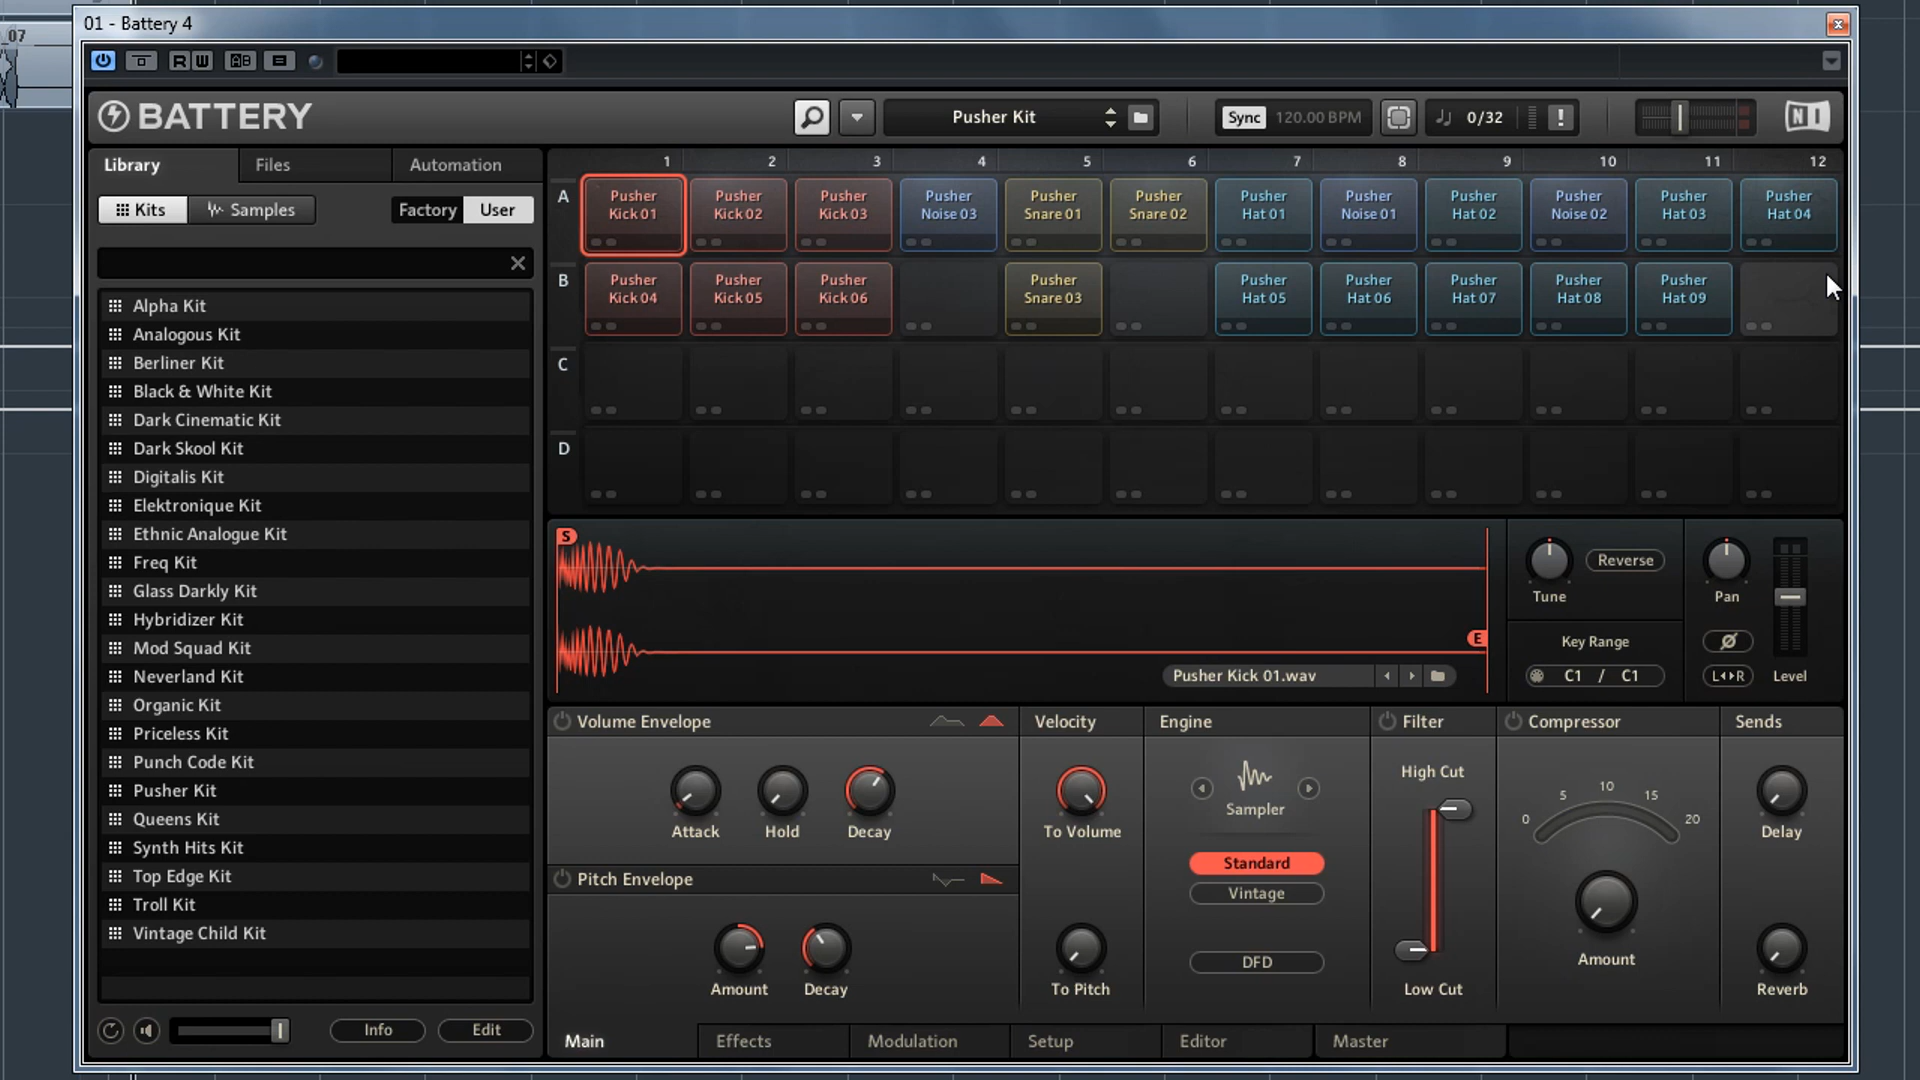 _07
01 - Battery 4
R W
AB
BATTERY
Pusher Kit
Sync 120.00 BPM
0/32
!
NI
Library
Files
Automation
Kits
Samples
Factory
User
Alpha Kit
Analogous Kit
Berliner Kit
Black & White Kit
Dark Cinematic Kit
Dark Skool Kit
Digitalis Kit
Elektronique Kit
Ethnic Analogue Kit
Freq Kit
Glass Darkly Kit
Hybridizer Kit
Mod Squad Kit
Neverland Kit
Organic Kit
Priceless Kit
Punch Code Kit
Pusher Kit
Queens Kit
Synth Hits Kit
Top Edge Kit
Troll Kit
Vintage Child Kit
Info
Edit
1 2 3 4 5 6 7 8 9 10 11 12
A
Pusher
Kick 01
Pusher
Kick 02
Pusher
Kick 03
Pusher
Noise 03
Pusher
Snare 01
Pusher
Snare 02
Pusher
Hat 01
Pusher
Noise 01
Pusher
Hat 02
Pusher
Noise 02
Pusher
Hat 03
Pusher
Hat 04
B
Pusher
Kick 04
Pusher
Kick 05
Pusher
Kick 06
Pusher
Snare 03
Pusher
Hat 05
Pusher
Hat 06
Pusher
Hat 07
Pusher
Hat 08
Pusher
Hat 09
C
D
S
E
Pusher Kick 01.wav
Tune
Reverse
Key Range
C1 / C1
Pan
L R
Level
Volume Envelope
Attack
Hold
Decay
Pitch Envelope
Amount
Decay
Velocity
To Volume
To Pitch
Engine
Sampler
Standard
Vintage
DFD
Filter
High Cut
Low Cut
Compressor
0 5 10 15 20
Amount
Sends
Delay
Reverb
Main
Effects
Modulation
Setup
Editor
Master